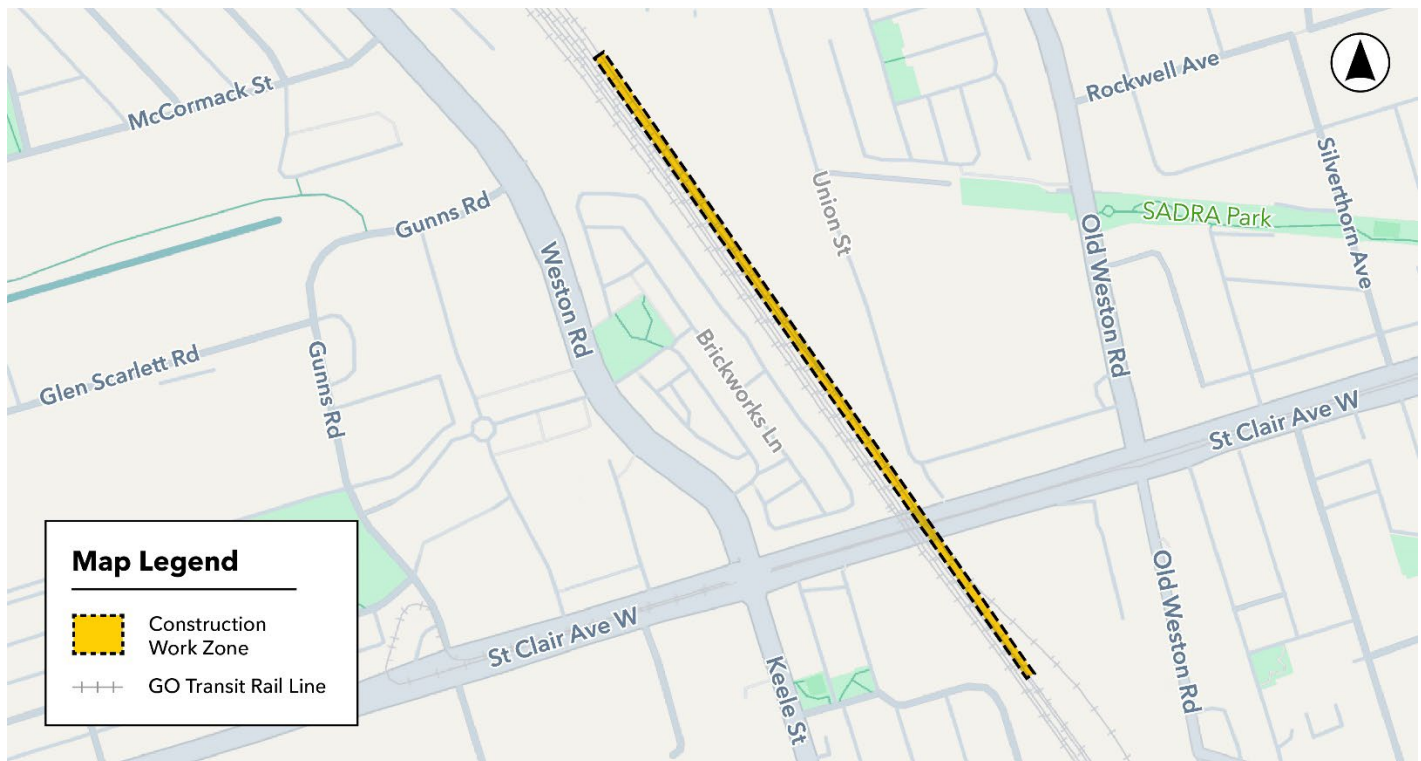 McCormack St
Rockwell Ave
Silverthorn Ave
Union St
SADRA Park
Gunns Rd
Weston Rd
Old Weston Rd
Brickworks Ln
Glen Scarlett Rd
Gunns Rd
St Clair Ave W
Map Legend
Construction
Work Zone
GO Transit Rail Line
St Clair Ave W
Keele St
Old Weston Rd